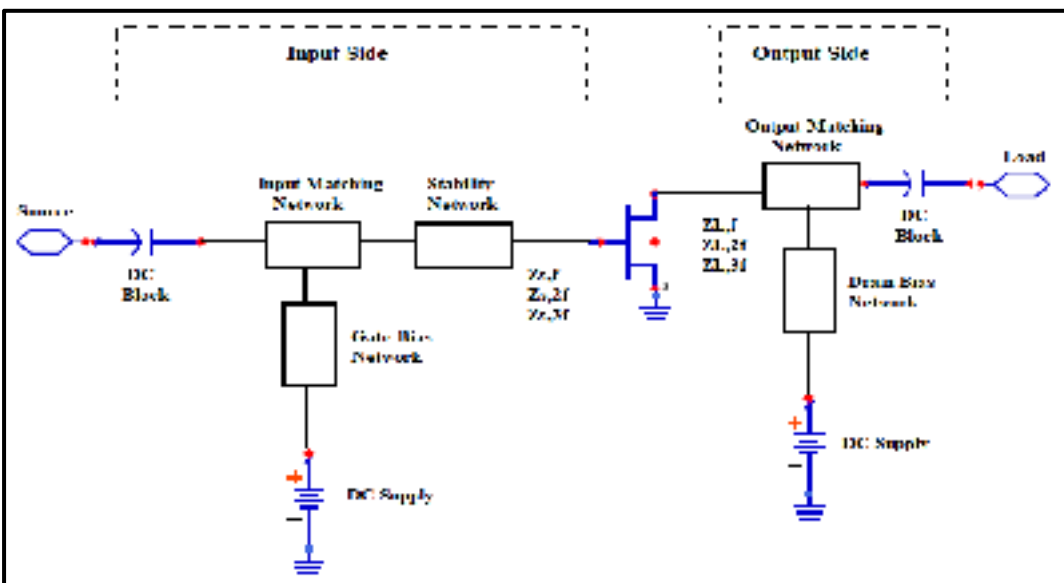 Input Side
Output Side
Output Matching
Network
Load
Input Matching
Network
Stability
Network
Source
DC
Block
DC
Block
ZL,f
ZL,2f
ZL,3f
Zs,f
Zs,2f
Zs,3f
Drain Bias
Network
Gate Bias
Network
+
−
DC Supply
+
−
DC Supply